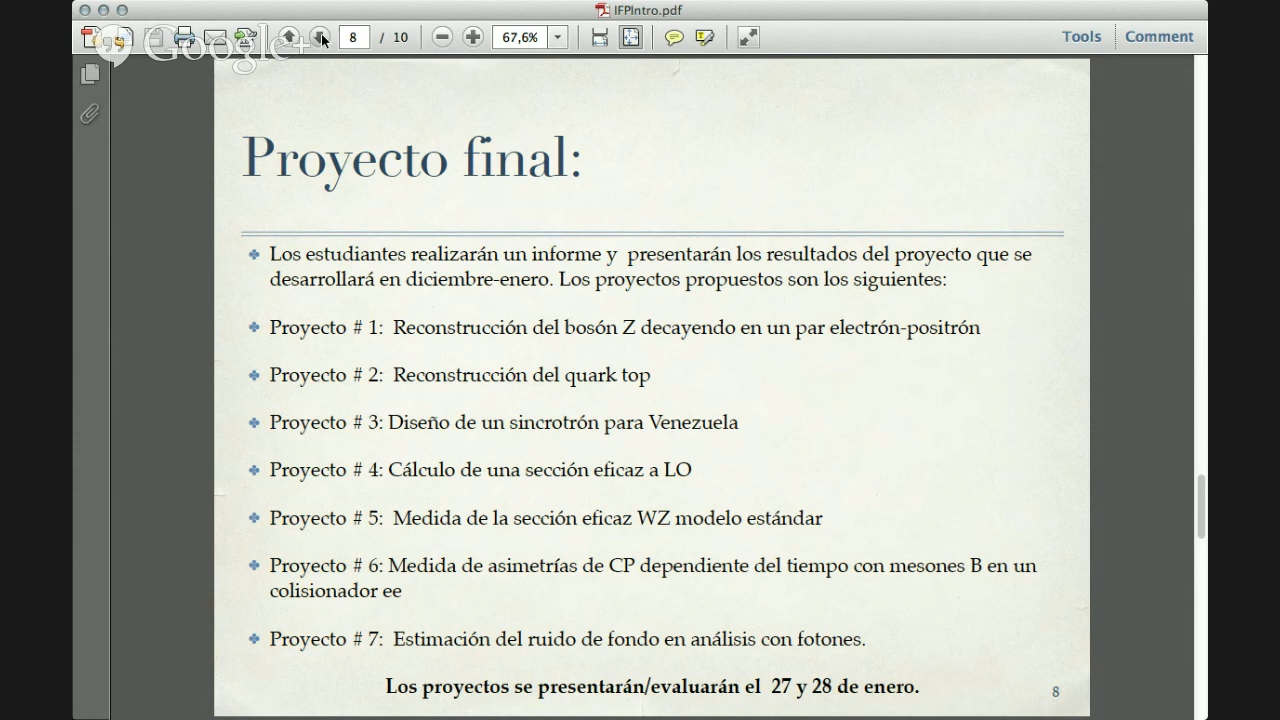 IFPIntro.pdf
Google+
8 / 10
67,6%
Tools
Comment
Proyecto final:
Los estudiantes realizarán un informe y presentarán los resultados del proyecto que se
desarrollará en diciembre-enero. Los proyectos propuestos son los siguientes:
Proyecto # 1: Reconstrucción del bosón Z decayendo en un par electrón-positrón
Proyecto # 2: Reconstrucción del quark top
Proyecto # 3: Diseño de un sincrotrón para Venezuela
Proyecto # 4: Cálculo de una sección eficaz a LO
Proyecto # 5: Medida de la sección eficaz WZ modelo estándar
Proyecto # 6: Medida de asimetrías de CP dependiente del tiempo con mesones B en un
colisionador ee
Proyecto # 7: Estimación del ruido de fondo en análisis con fotones.
Los proyectos se presentarán/evaluarán el 27 y 28 de enero.
8